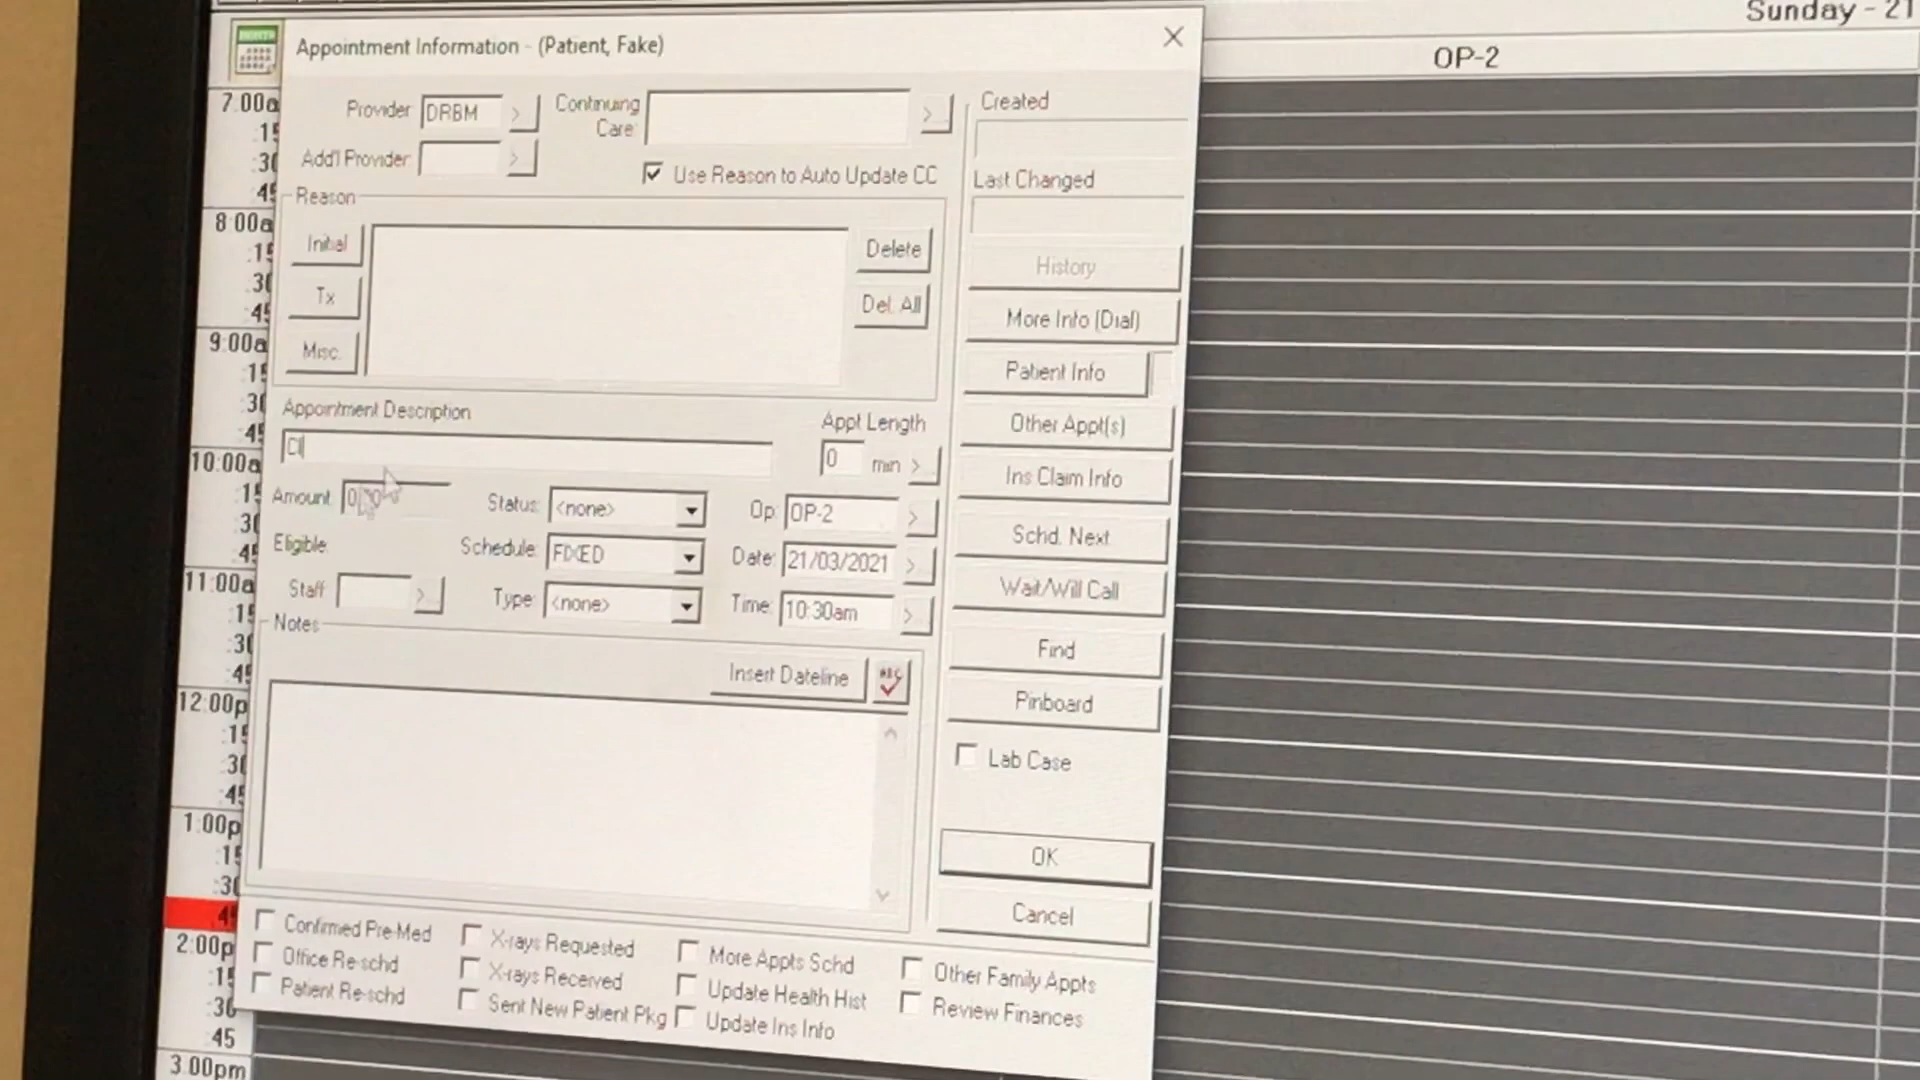 Sunday - 21
MONTH
Appointment Information - (Patient, Fake)
OP-2
7:00a
:15
:30
:45
8:00a
:15
:30
:45
9:00a
:15
:30
:45
10:00a
:15
:30
:45
11:00a
:15
:30
:45
12:00p
:15
:30
:45
1:00p
:15
:30
:45
2:00p
:15
:30
:45
3:00pm
Provider: DRBM >
Continuing Care: >
Add'l Provider: >
Use Reason to Auto Update CC
Reason
Initial
Tx
Misc.
Delete
Del. All
Appointment Description
Appt Length
0 min >
Amount:
Status: <none>
Op: OP-2 >
Eligible:
Schedule: FIXED
Date: 21/03/2021 >
Staff: >
Type: <none>
Time: 10:30am >
Notes
Insert Dateline
ABC
Created
Last Changed
History
More Info (Dial)
Patient Info
Other Appt(s)
Ins Claim Info
Schd. Next
Wait/Will Call
Find
Pinboard
Lab Case
OK
Cancel
Confirmed Pre-Med
Office Re-schd
Patient Re-schd
X-rays Requested
X-rays Received
Sent New Patient Pkg
More Appts Schd
Update Health Hist
Update Ins Info
Other Family Appts
Review Finances